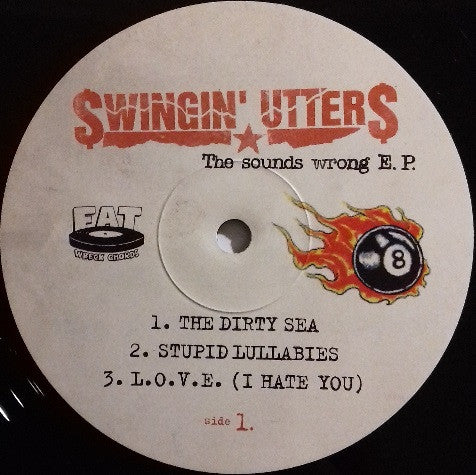 $WINGIN' UTTER$
The sounds wrong E.P.
FAT
WRECK CHORDS
8
1. THE DIRTY SEA
2. STUPID LULLABIES
3. L.O.V.E. (I HATE YOU)
side 1.